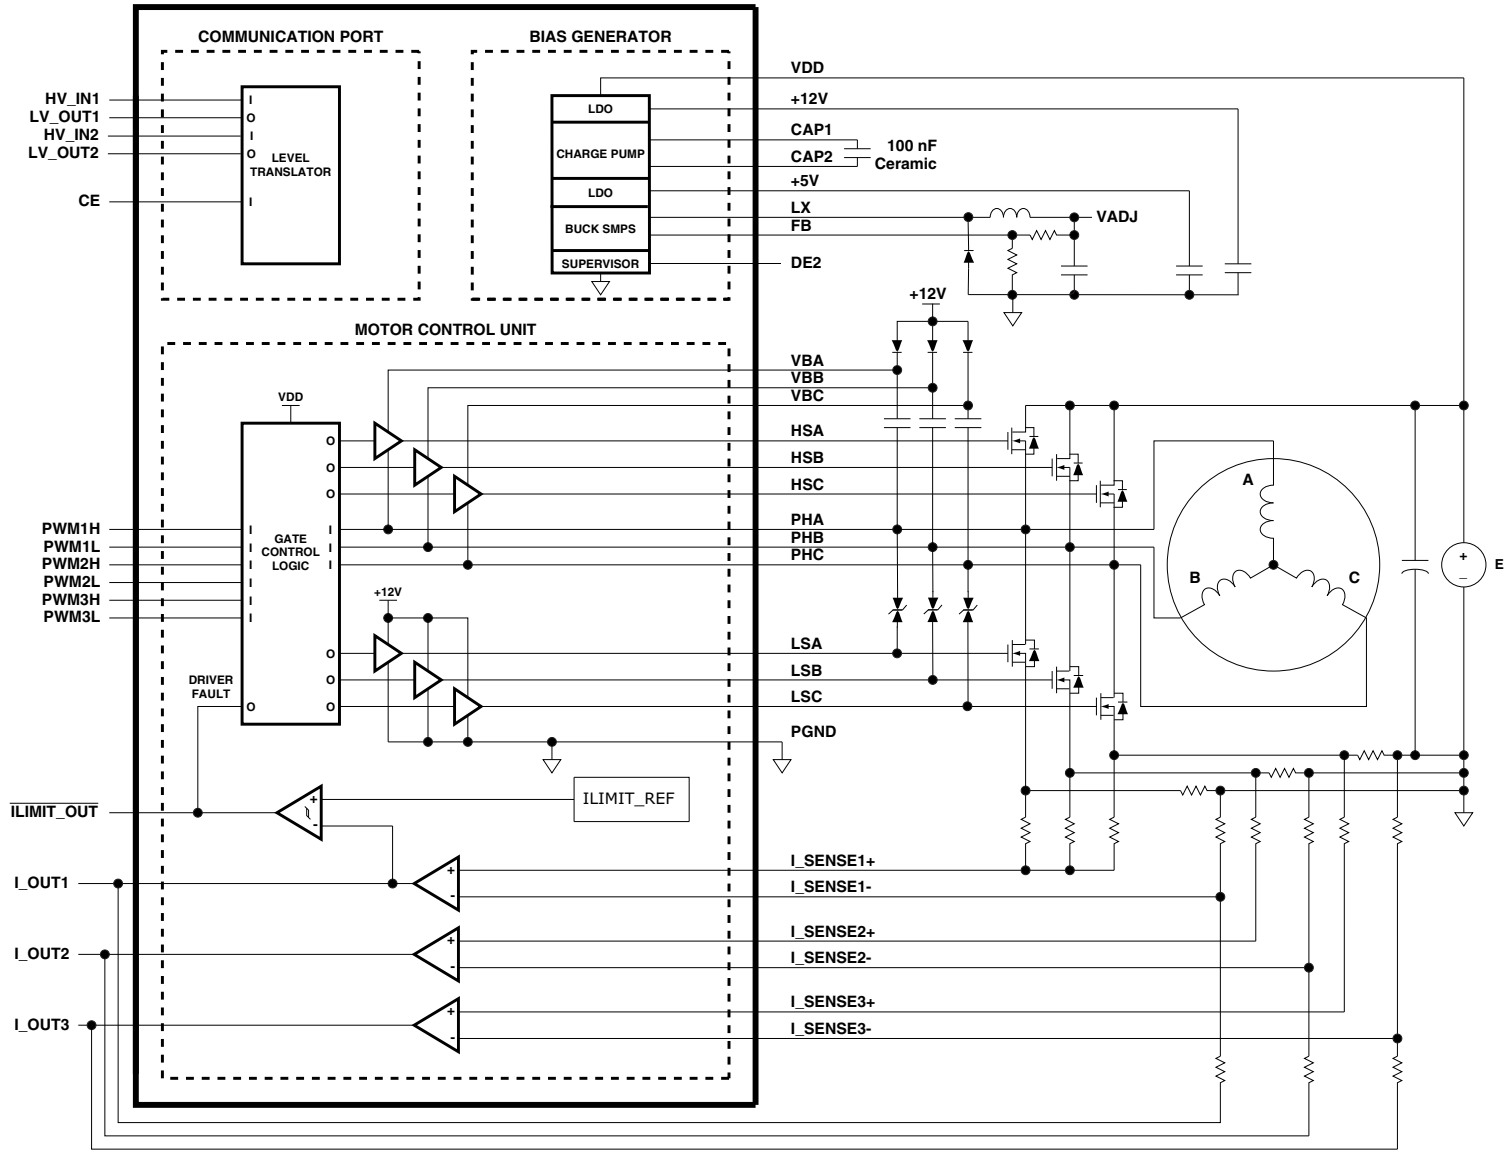 COMMUNICATION PORT
BIAS GENERATOR
HV_IN1
LV_OUT1
HV_IN2
LV_OUT2
CE
I
O
I
O
I
LEVEL
TRANSLATOR
LDO
CHARGE PUMP
LDO
BUCK SMPS
SUPERVISOR
VDD
+12V
CAP1
CAP2
100 nF
Ceramic
+5V
LX
FB
VADJ
DE2
+12V
MOTOR CONTROL UNIT
VDD
VBA
VBB
VBC
HSA
HSB
HSC
PHA
PHB
PHC
LSA
LSB
LSC
PGND
PWM1H
PWM1L
PWM2H
PWM2L
PWM3H
PWM3L
I
I
I
I
I
I
GATE
CONTROL
LOGIC
O
O
O
I
I
I
O
O
O
O
+12V
DRIVER
FAULT
A
B
C
+
–
E
ILIMIT_OUT
+
-
ILIMIT_REF
I_OUT1
+
-
I_SENSE1+
I_SENSE1-
I_OUT2
+
-
I_SENSE2+
I_SENSE2-
I_OUT3
+
-
I_SENSE3+
I_SENSE3-